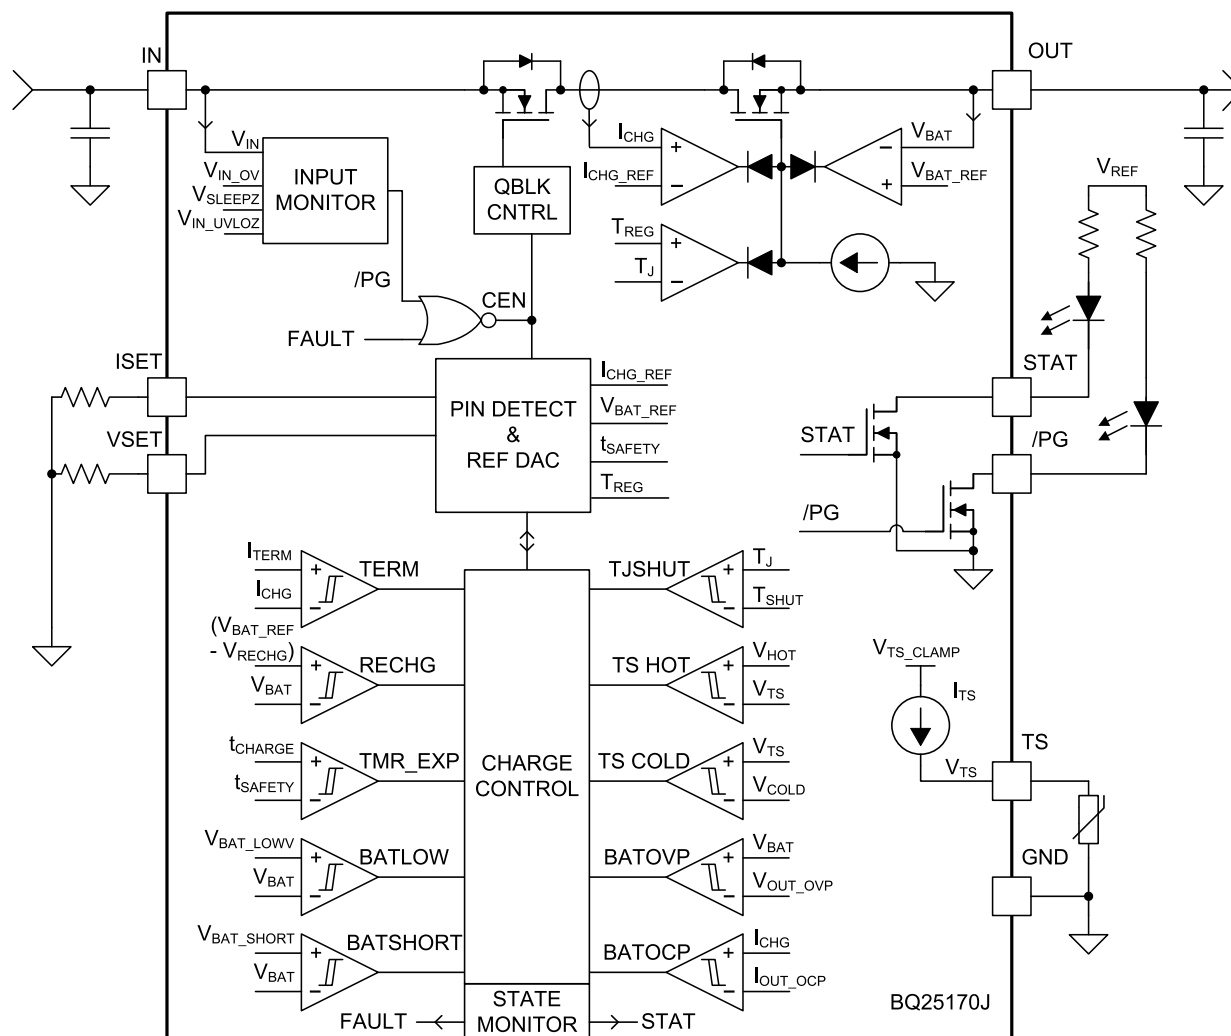 IN
OUT
V_IN
V_IN_OV
V_SLEEPZ
V_IN_UVLOZ
INPUT
MONITOR
QBLK
CNTRL
I_CHG
+
I_CHG_REF
−
V_BAT
−
V_BAT_REF
+
V_REF
T_REG
+
T_J
−
/PG
CEN
FAULT
ISET
VSET
PIN DETECT
&
REF DAC
I_CHG_REF
V_BAT_REF
t_SAFETY
T_REG
STAT
/PG
STAT
/PG
I_TERM
+
I_CHG
−
TERM
(V_BAT_REF
- V_RECHG)
+
V_BAT
−
RECHG
t_CHARGE
+
t_SAFETY
−
TMR_EXP
V_BAT_LOWV
+
V_BAT
−
BATLOW
V_BAT_SHORT
+
V_BAT
−
BATSHORT
CHARGE
CONTROL
STATE
MONITOR
FAULT
STAT
TJSHUT
+
T_J
−
T_SHUT
TS HOT
+
V_HOT
−
V_TS
TS COLD
+
V_TS
−
V_COLD
BATOVP
+
V_BAT
−
V_OUT_OVP
BATOCP
+
I_CHG
−
I_OUT_OCP
V_TS_CLAMP
I_TS
V_TS
TS
GND
BQ25170J